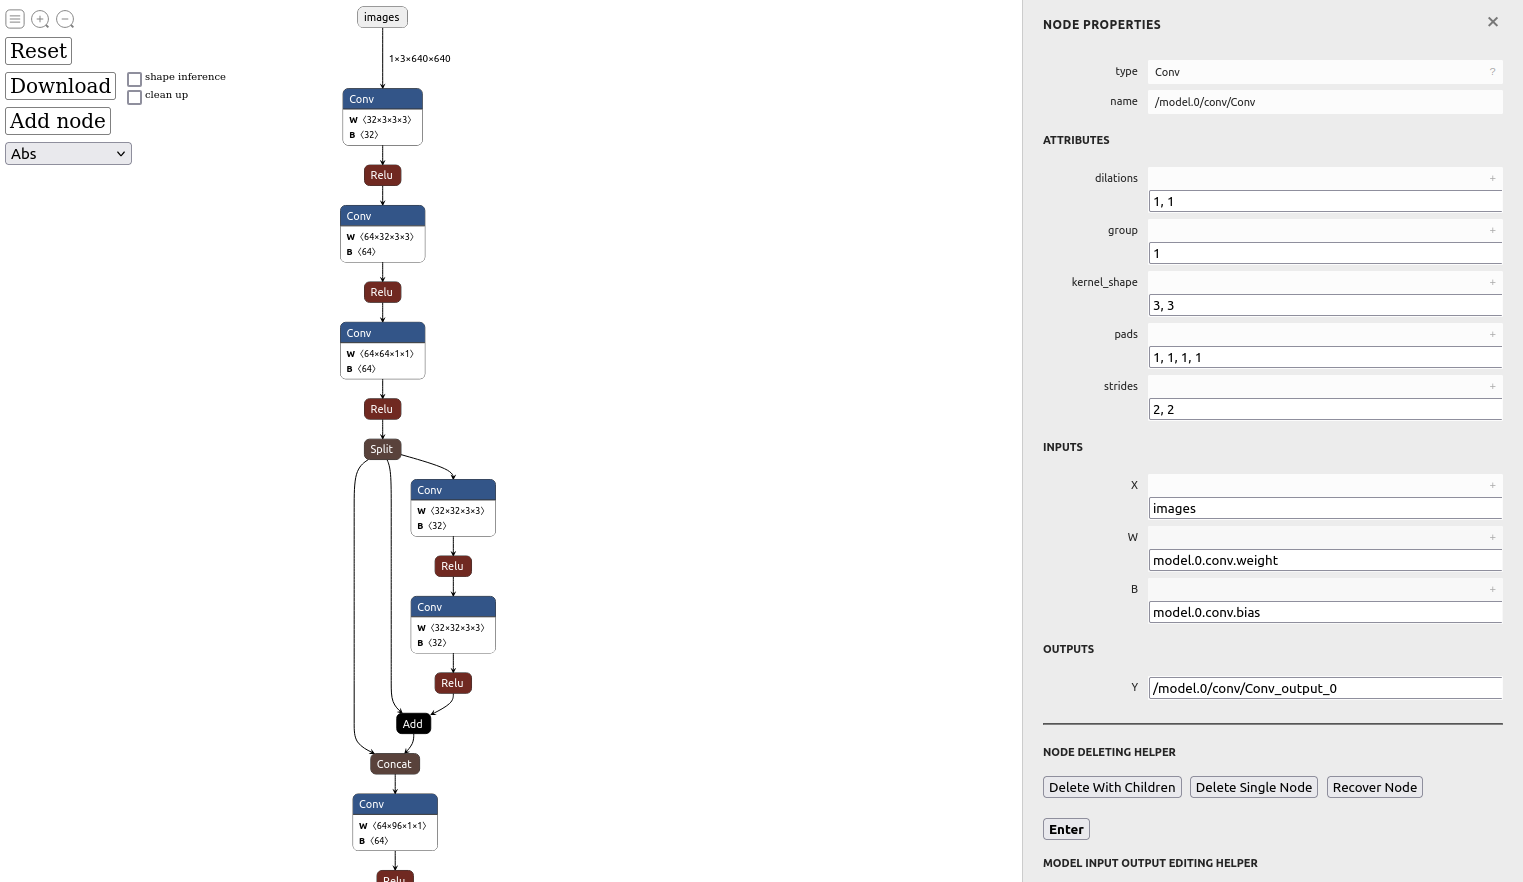 images
1×3×640×640
Reset
Download
shape inference
clean up
Add node
Abs
Conv
W ⟨32×3×3×3⟩
B ⟨32⟩
Relu
Conv
W ⟨64×32×3×3⟩
B ⟨64⟩
Relu
Conv
W ⟨64×64×1×1⟩
B ⟨64⟩
Relu
Split
Conv
W ⟨32×32×3×3⟩
B ⟨32⟩
Relu
Conv
W ⟨32×32×3×3⟩
B ⟨32⟩
Relu
Add
Concat
Conv
W ⟨64×96×1×1⟩
B ⟨64⟩
Relu
NODE PROPERTIES
type Conv ?
name /model.0/conv/Conv
ATTRIBUTES
dilations +
1, 1
group +
1
kernel_shape +
3, 3
pads +
1, 1, 1, 1
strides +
2, 2
INPUTS
X +
images
W +
model.0.conv.weight
B +
model.0.conv.bias
OUTPUTS
Y /model.0/conv/Conv_output_0
NODE DELETING HELPER
Delete With Children Delete Single Node Recover Node
Enter
MODEL INPUT OUTPUT EDITING HELPER